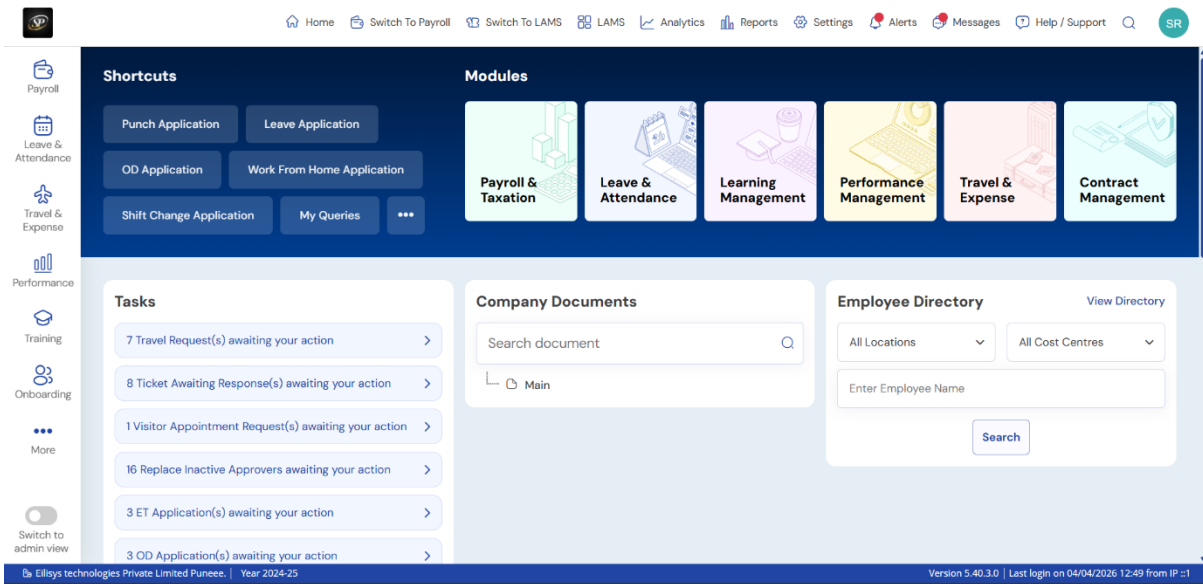 SP
Home
Switch To Payroll
Switch To LAMS
LAMS
Analytics
Reports
Settings
Alerts
Messages
Help / Support
SR
Payroll
Leave &
Attendance
Travel &
Expense
Performance
Training
Onboarding
More
Switch to
admin view
Shortcuts
Punch Application
Leave Application
OD Application
Work From Home Application
Shift Change Application
My Queries
Modules
Payroll &
Taxation
Leave &
Attendance
Learning
Management
Performance
Management
Travel &
Expense
Contract
Management
Tasks
7 Travel Request(s) awaiting your action
8 Ticket Awaiting Response(s) awaiting your action
1 Visitor Appointment Request(s) awaiting your action
16 Replace Inactive Approvers awaiting your action
3 ET Application(s) awaiting your action
3 OD Application(s) awaiting your action
Company Documents
Search document
Main
Employee Directory
View Directory
All Locations
All Cost Centres
Enter Employee Name
Search
Eilisys technologies Private Limited Puneee. | Year 2024-25
Version 5.40.3.0 | Last login on 04/04/2026 12:49 from IP ::1